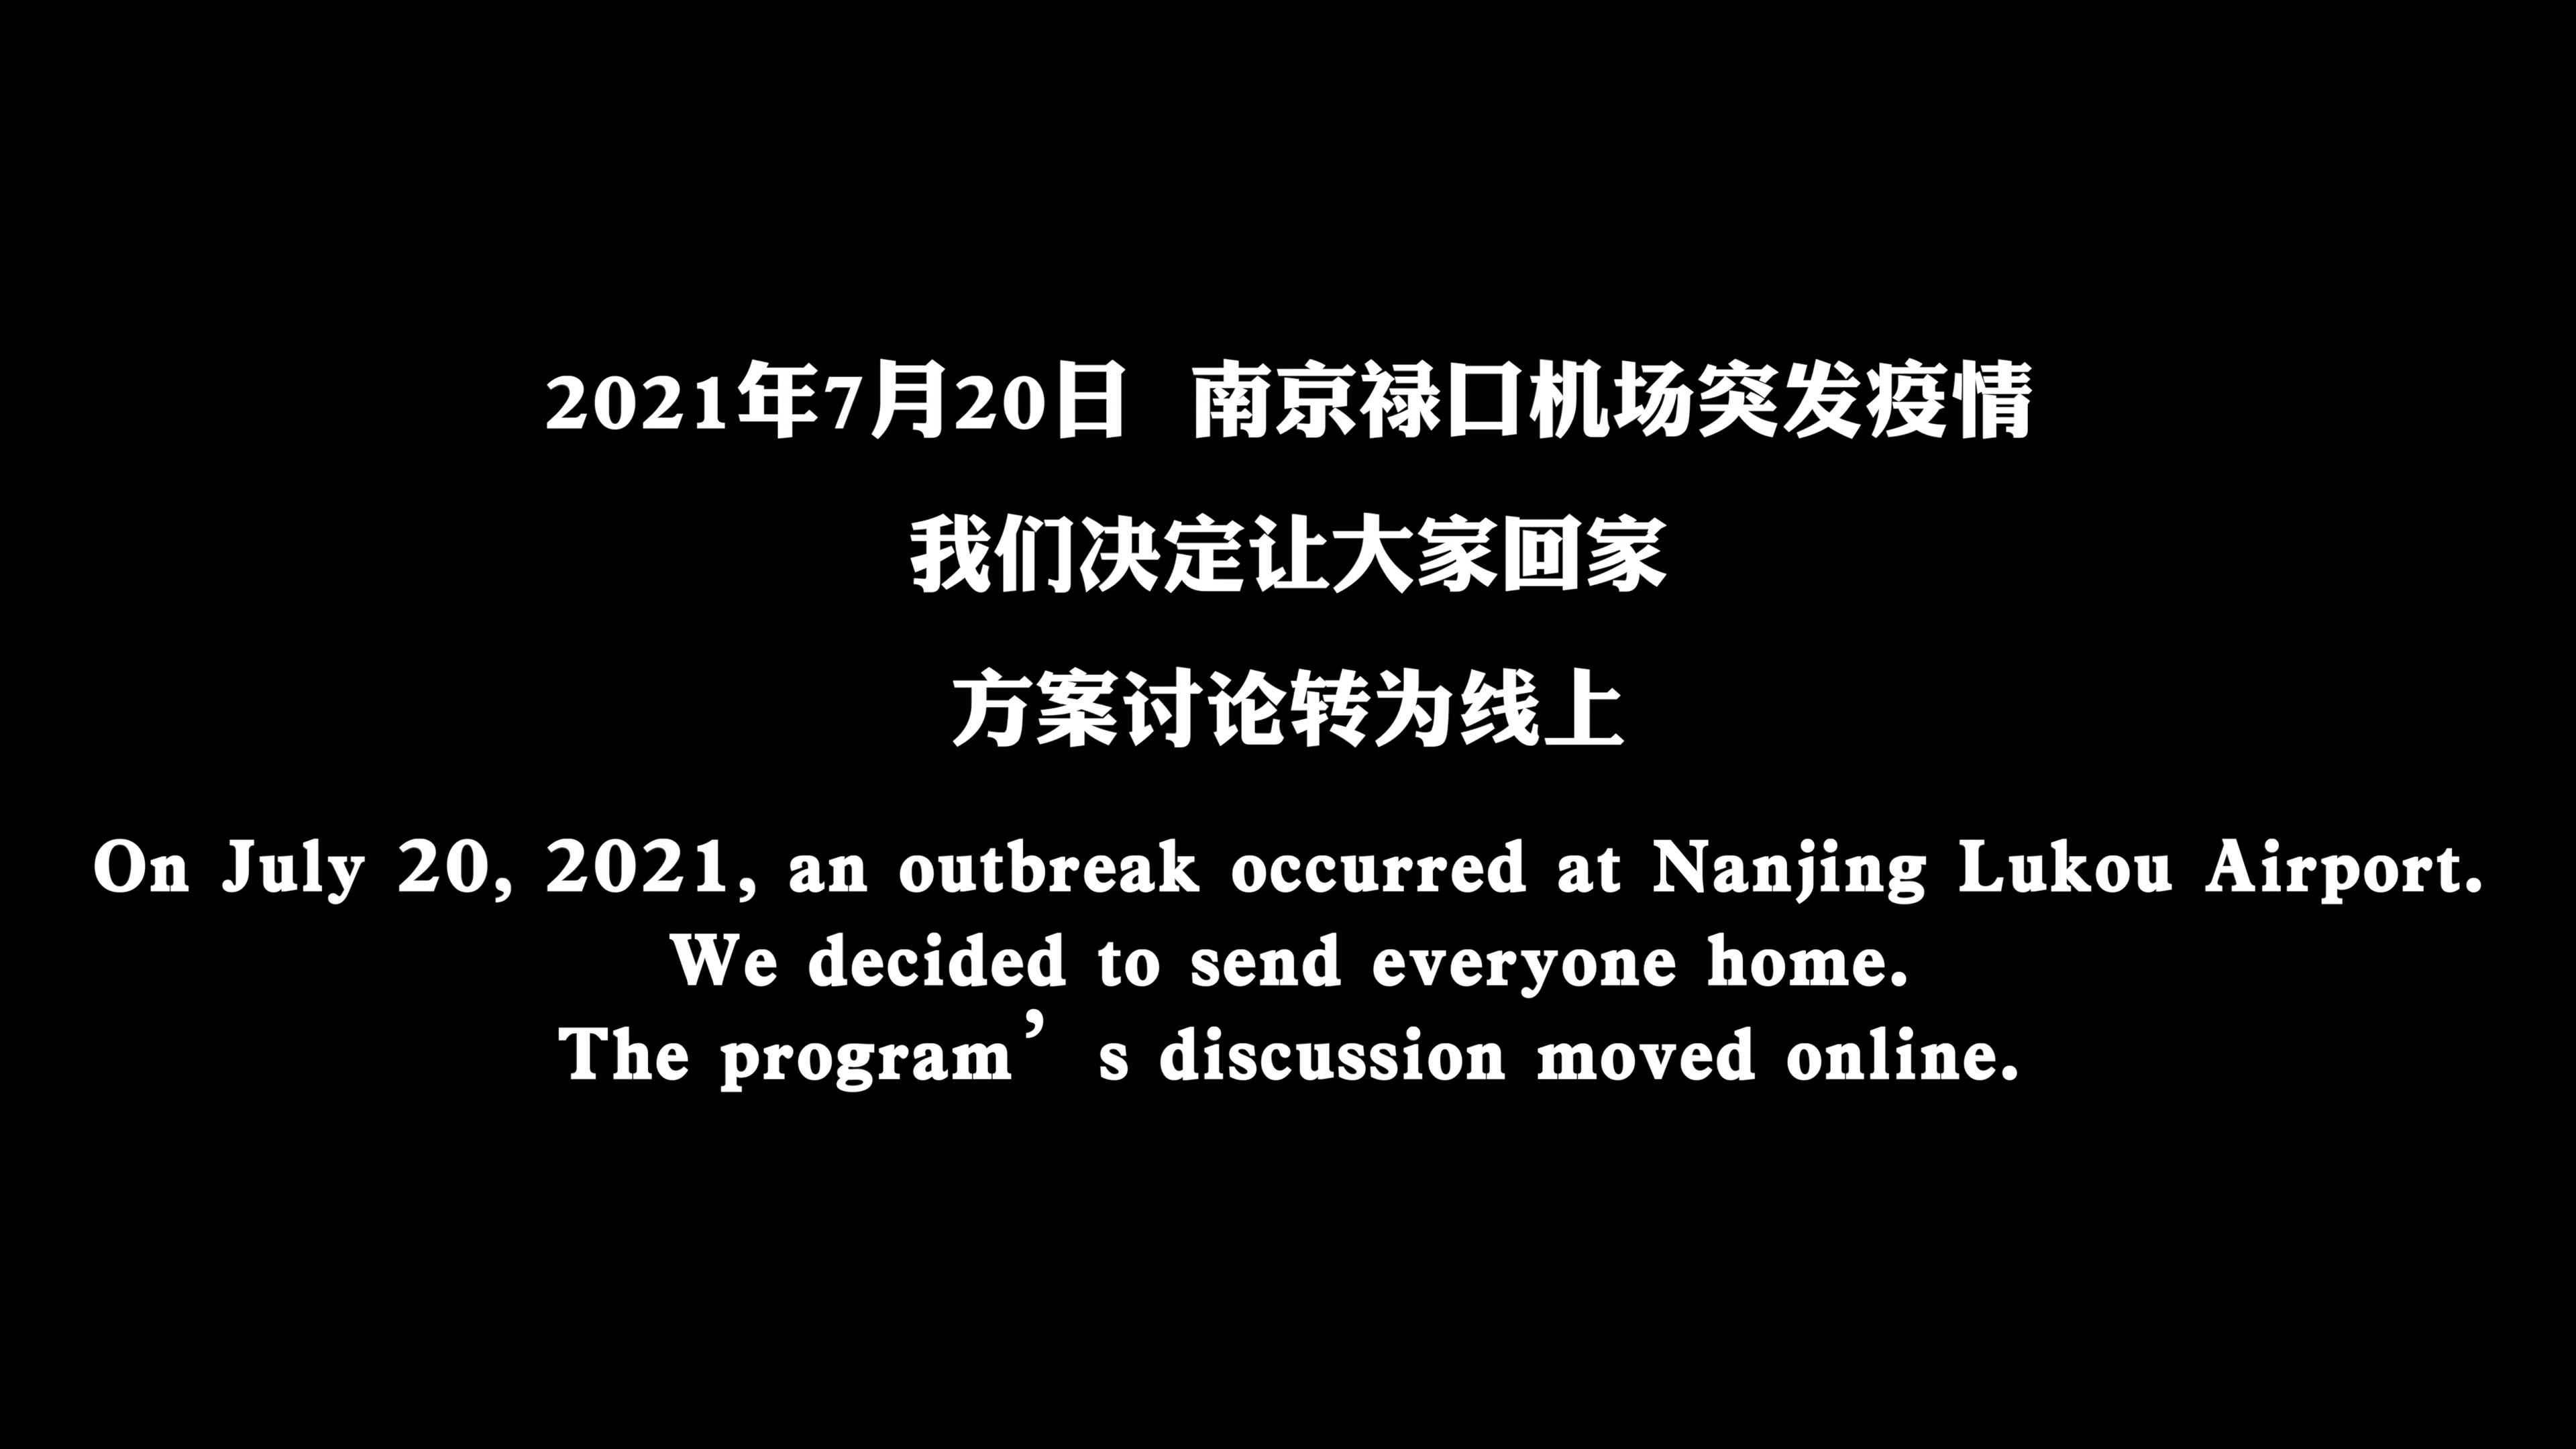 2021年7月20日 南京禄口机场突发疫情
我们决定让大家回家
方案讨论转为线上
On July 20, 2021, an outbreak occurred at Nanjing Lukou Airport.
We decided to send everyone home.
The program’s discussion moved online.